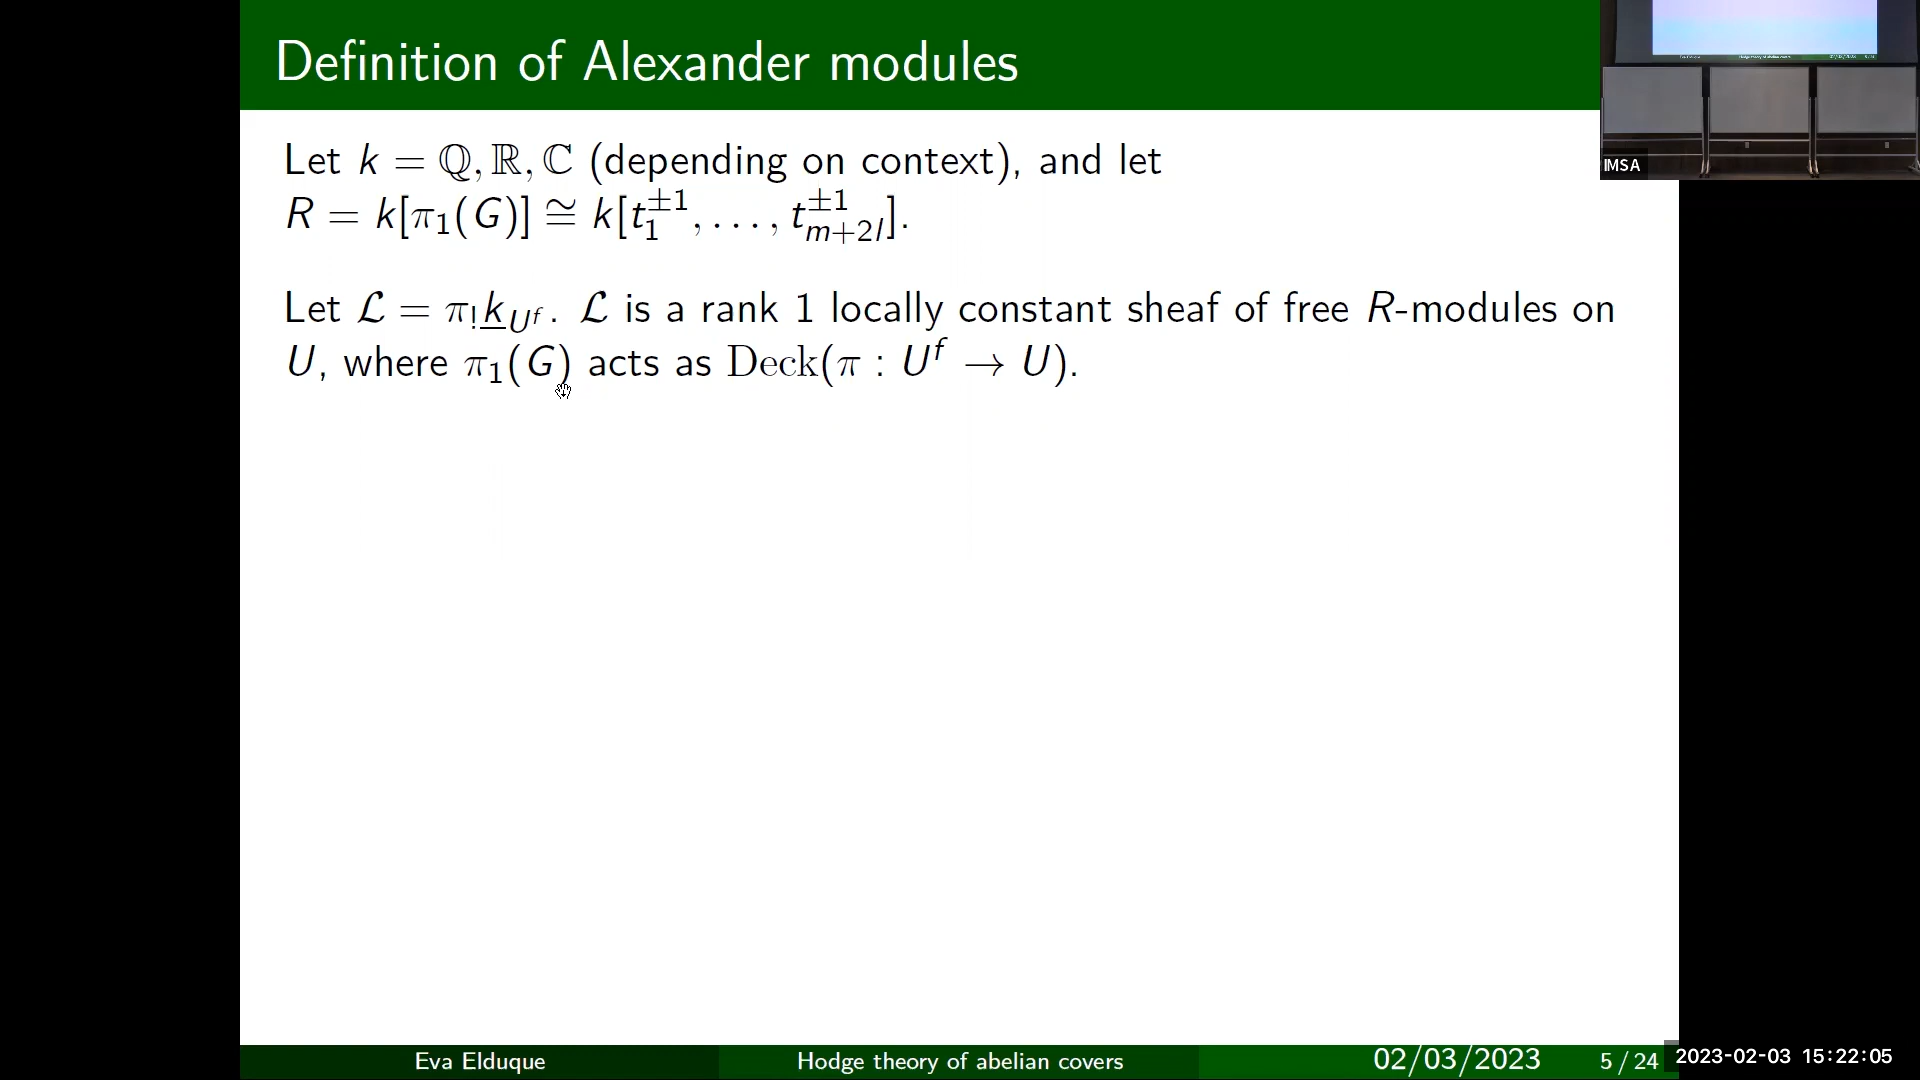 Definition of Alexander modules
Let k = ℚ, ℝ, ℂ (depending on context), and let
R = k[π₁(G)] ≅ k[t₁^{±1}, . . . , t_{m+2l}^{±1}].
Let 𝓛 = π_! \underline{k}_{U^f}. 𝓛 is a rank 1 locally constant sheaf of free R-modules on
U, where π₁(G) acts as Deck(π : U^f → U).
IMSA
Eva Elduque Hodge theory of abelian covers 02/03/2023 5 / 24
2023-02-03 15:22:05